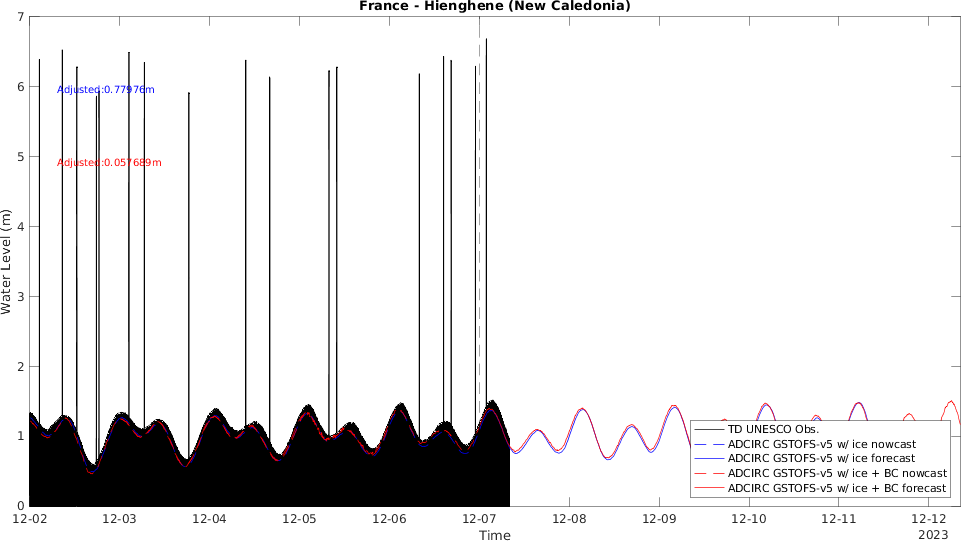 France - Hienghene (New Caledonia)
7
6
5
4
3
2
1
0
Water Level (m)
Adjusted:0.77976m
Adjusted:0.057689m
TD UNESCO Obs.
ADCIRC GSTOFS-v5 w/ ice nowcast
ADCIRC GSTOFS-v5 w/ ice forecast
ADCIRC GSTOFS-v5 w/ ice + BC nowcast
ADCIRC GSTOFS-v5 w/ ice + BC forecast
12-02 12-03 12-04 12-05 12-06 12-07 12-08 12-09 12-10 12-11 12-12
2023
Time